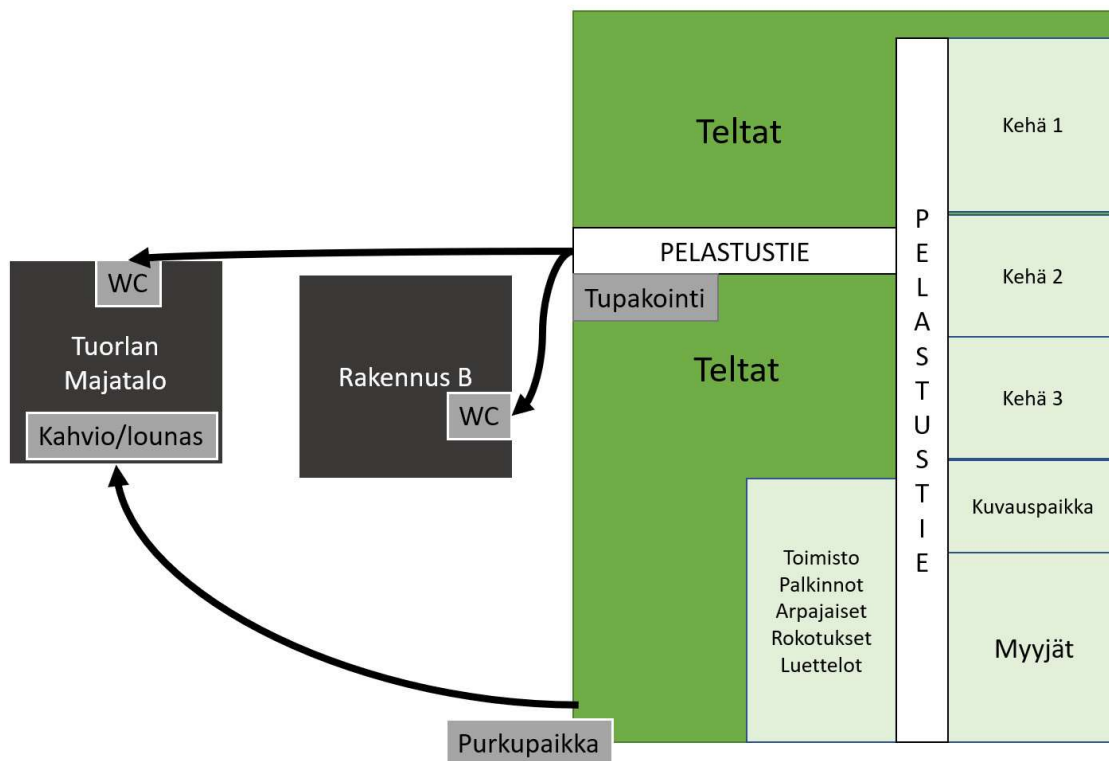 Teltat
Kehä 1
PELASTUSTIE
PELASTUSTIE
WC
Tupakointi
Kehä 2
Tuorlan
Majatalo
Rakennus B
Teltat
Kehä 3
Kahvio/lounas
WC
Kuvauspaikka
Toimisto
Palkinnot
Arpajaiset
Rokotukset
Luettelot
Myyjät
Purkupaikka